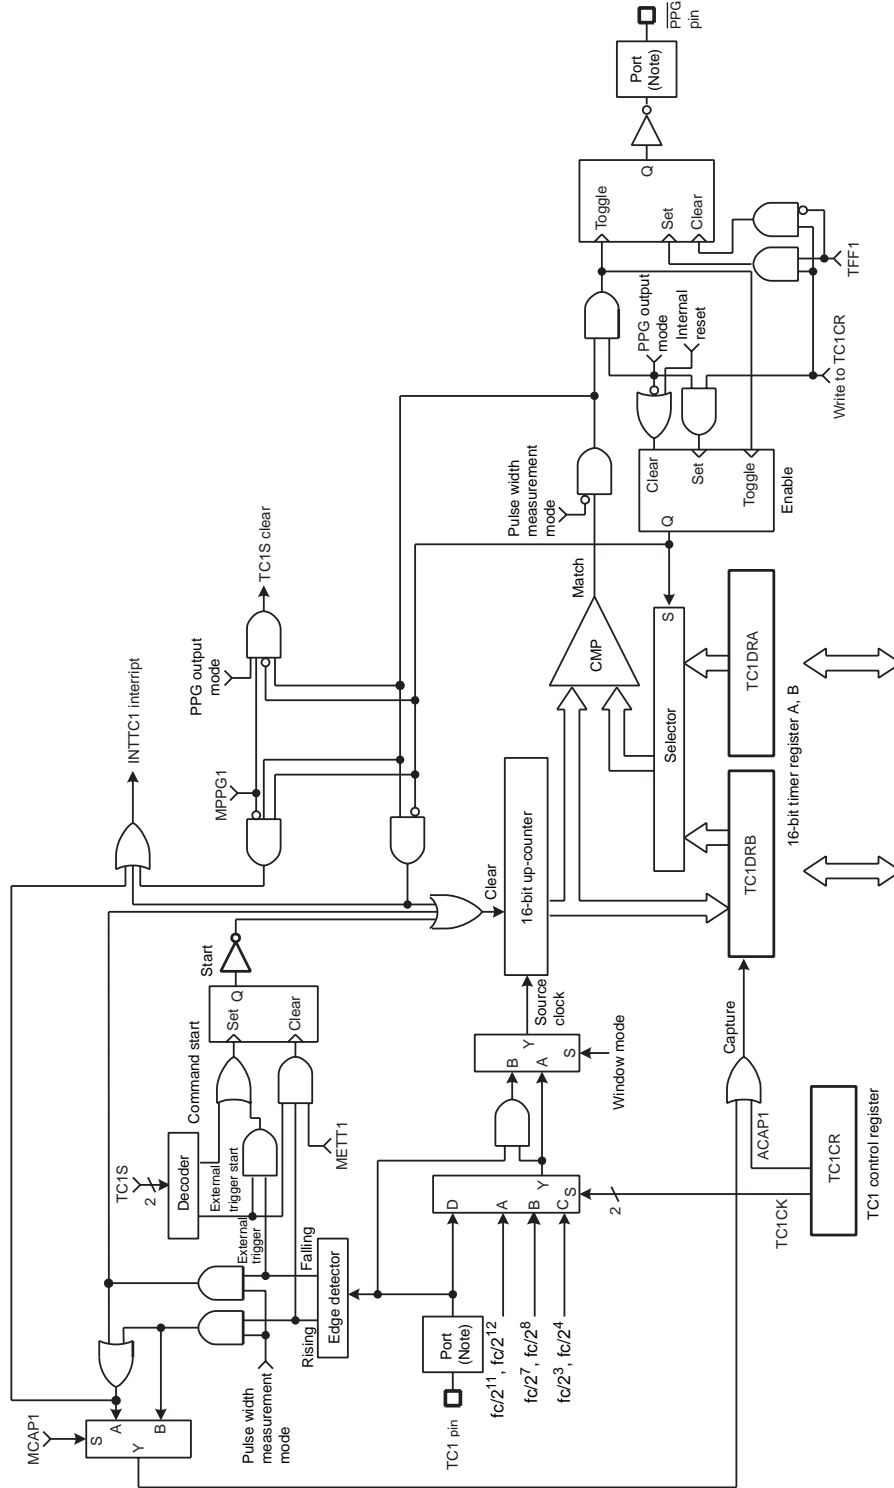 MCAP1
S
A
B
Y
Pulse width
measurement
mode
TC1S
2
Decoder
Command start
External
trigger start
External
trigger
METT1
Set
Q
Clear
Start
Falling
Rising
Edge detector
INTTC1 interript
MPPG1
PPG output
mode
TC1S clear
TC1 pin
Port
(Note)
fc/2^11, fc/2^12
fc/2^7, fc/2^8
fc/2^3, fc/2^4
D
A
B
C
S
Y
2
B
A
Y
S
Window mode
Source
clock
Clear
16-bit up-counter
CMP
Match
Pulse width
measurement
mode
PPG output
mode
Internal
reset
Toggle
Set
Clear
Q
Port
(Note)
PPG
pin
TFF1
Write to TC1CR
Clear
Set
Toggle
Q
Enable
Selector
S
TC1DRB
TC1DRA
16-bit timer register A, B
Capture
ACAP1
TC1CK
TC1CR
TC1 control register